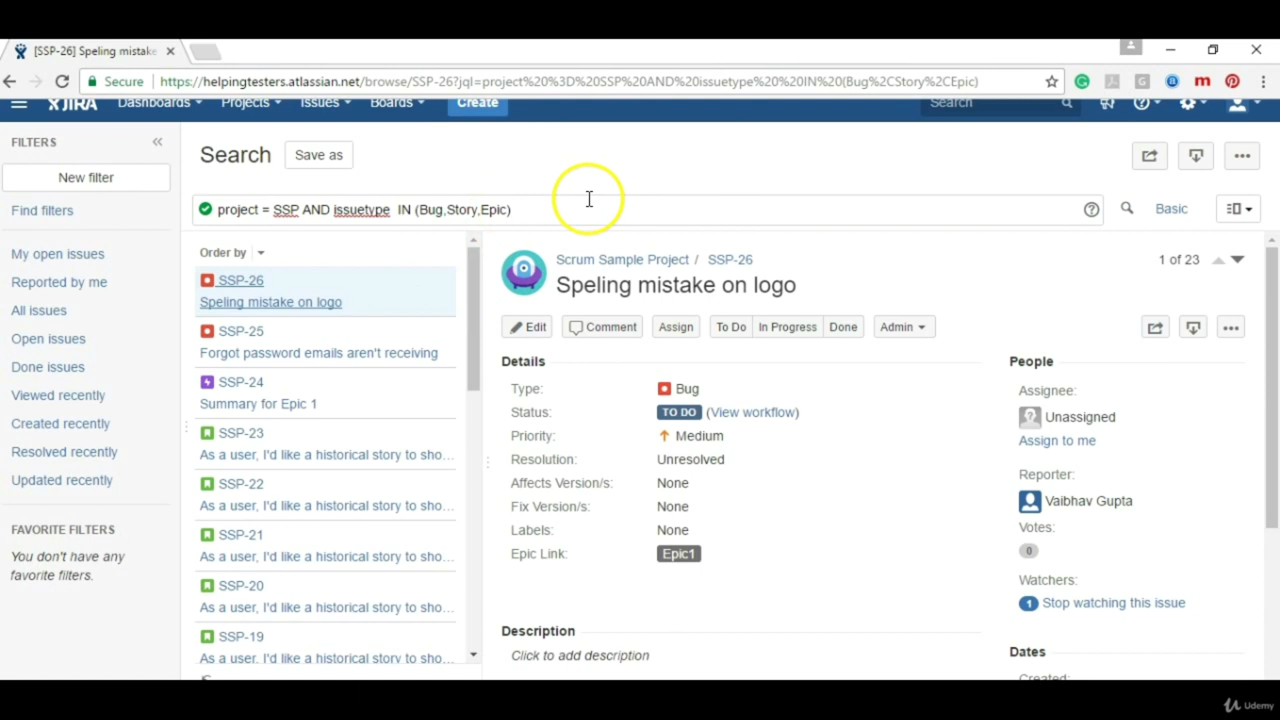 [SSP-26] Speling mistake
Secure
https://helpingtesters.atlassian.net/browse/SSP-26?jql=project%20%3D%20SSP%20AND%20issuetype%20%20IN%20(Bug%2CStory%2CEpic)
JIRA Dashboards Projects Issues Boards Create Search
FILTERS
New filter
Find filters
My open issues
Reported by me
All issues
Open issues
Done issues
Viewed recently
Created recently
Resolved recently
Updated recently
FAVORITE FILTERS
You don't have any
favorite filters.
Search Save as
project = SSP AND issuetype  IN (Bug,Story,Epic)
Basic
Order by
SSP-26
Speling mistake on logo
SSP-25
Forgot password emails aren't receiving
SSP-24
Summary for Epic 1
SSP-23
As a user, I'd like a historical story to sho...
SSP-22
As a user, I'd like a historical story to sho...
SSP-21
As a user, I'd like a historical story to sho...
SSP-20
As a user, I'd like a historical story to sho...
SSP-19
As a user, I'd like a historical story to sho...
Scrum Sample Project / SSP-26
1 of 23
Speling mistake on logo
Edit Comment Assign To Do In Progress Done Admin
Details
Type: Bug
Status: TO DO (View workflow)
Priority: Medium
Resolution: Unresolved
Affects Version/s: None
Fix Version/s: None
Labels: None
Epic Link: Epic1
Description
Click to add description
People
Assignee:
Unassigned
Assign to me
Reporter:
Vaibhav Gupta
Votes:
0
Watchers:
1 Stop watching this issue
Dates
Created:
Udemy